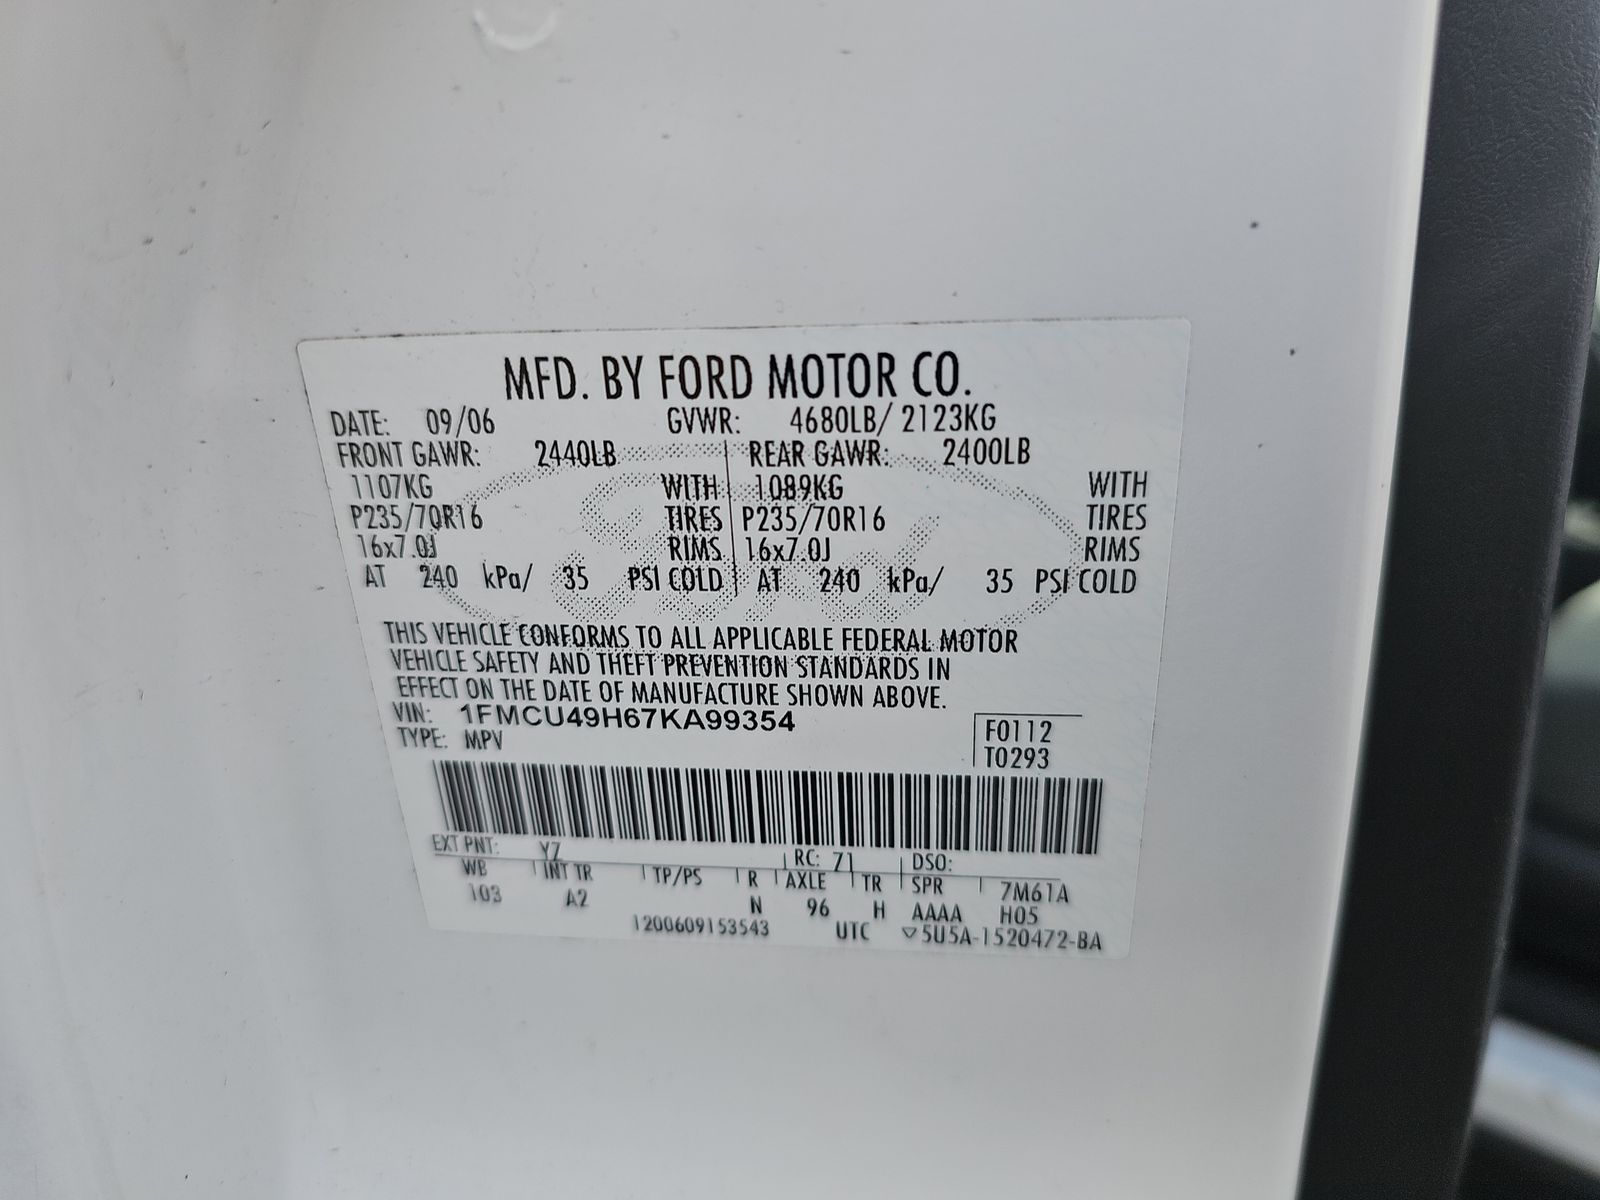 MFD. BY FORD MOTOR CO.
DATE: 09/06 GVWR: 4680LB/ 2123KG
FRONT GAWR: 2440LB REAR GAWR: 2400LB
1107KG WITH 1089KG WITH
P235/70R16 TIRES P235/70R16 TIRES
16x7.0J RIMS 16x7.0J RIMS
AT 240 kPa/ 35 PSI COLD AT 240 kPa/ 35 PSI COLD
Ford
THIS VEHICLE CONFORMS TO ALL APPLICABLE FEDERAL MOTOR
VEHICLE SAFETY AND THEFT PREVENTION STANDARDS IN
EFFECT ON THE DATE OF MANUFACTURE SHOWN ABOVE.
VIN: 1FMCU49H67KA99354 F0112
TYPE: MPV T0293
EXT PNT: YZ RC: 71 DSO:
WB INT TR TP/PS R AXLE TR SPR 7M61A
103 A2 N 96 H AAAA H05
1200609153543 UTC ▽5U5A-1520472-BA